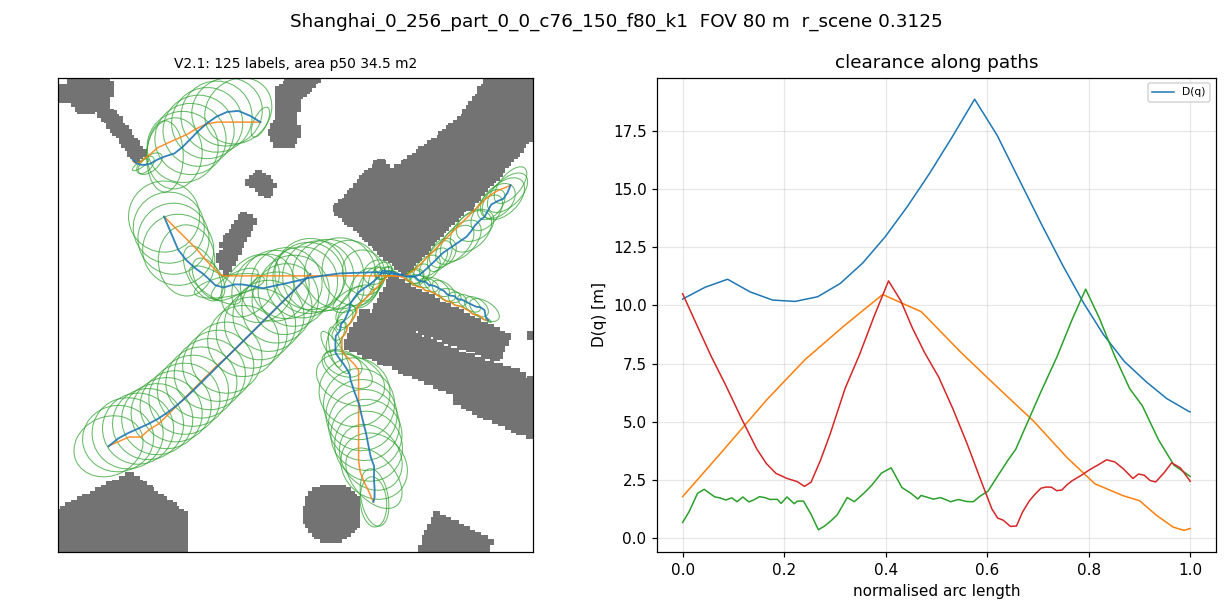 Shanghai_0_256_part_0_0_c76_150_f80_k1  FOV 80 m  r_scene 0.3125
V2.1: 125 labels, area p50 34.5 m2
clearance along paths
D(q)
17.5
15.0
12.5
10.0
7.5
5.0
2.5
0.0
D(q) [m]
0.0 0.2 0.4 0.6 0.8 1.0
normalised arc length